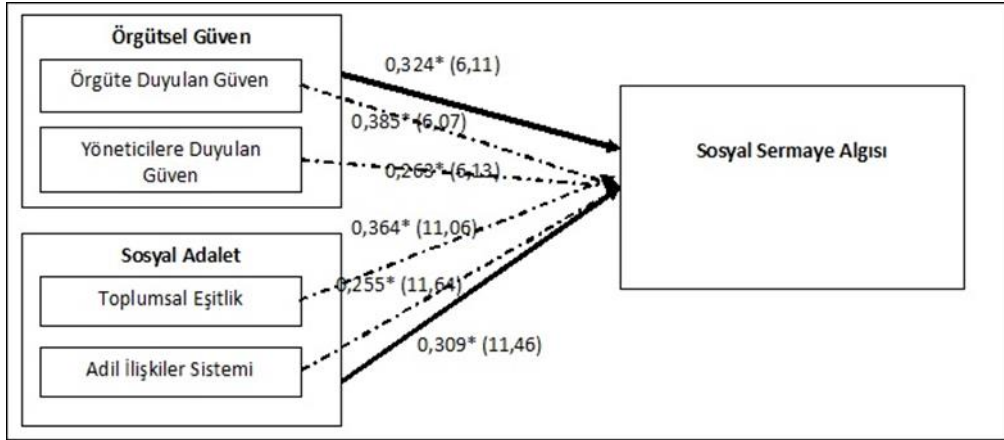 Örgütsel Güven
Örgüte Duyulan Güven
Yöneticilere Duyulan
Güven
0,324* (6,11)
0,385* (6,07)
0,263* (6,13)
Sosyal Sermaye Algısı
Sosyal Adalet
Toplumsal Eşitlik
Adil İlişkiler Sistemi
0,364* (11,06)
0,255* (11,64)
0,309* (11,46)